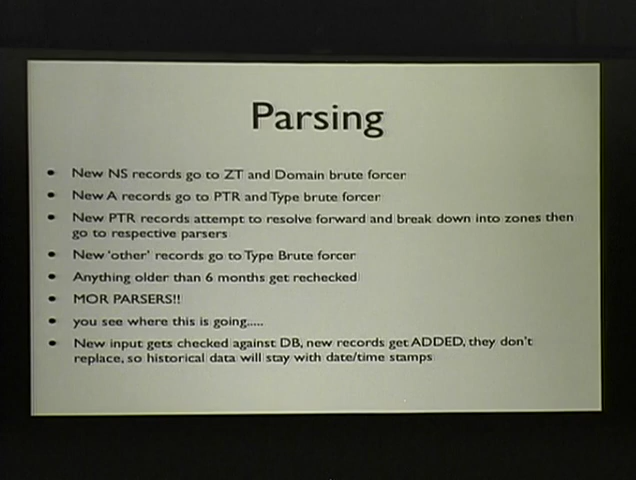 Parsing
• New NS records go to ZT and Domain brute forcer
• New A records go to PTR and Type brute forcer
• New PTR records attempt to resolve forward and break down into zones then
go to respective parsers
• New 'other' records go to Type Brute forcer
• Anything older than 6 months get rechecked
• MOR PARSERS!!
• you see where this is going.....
• New input gets checked against DB, new records get ADDED, they don't
replace, so historical data will stay with date/time stamps